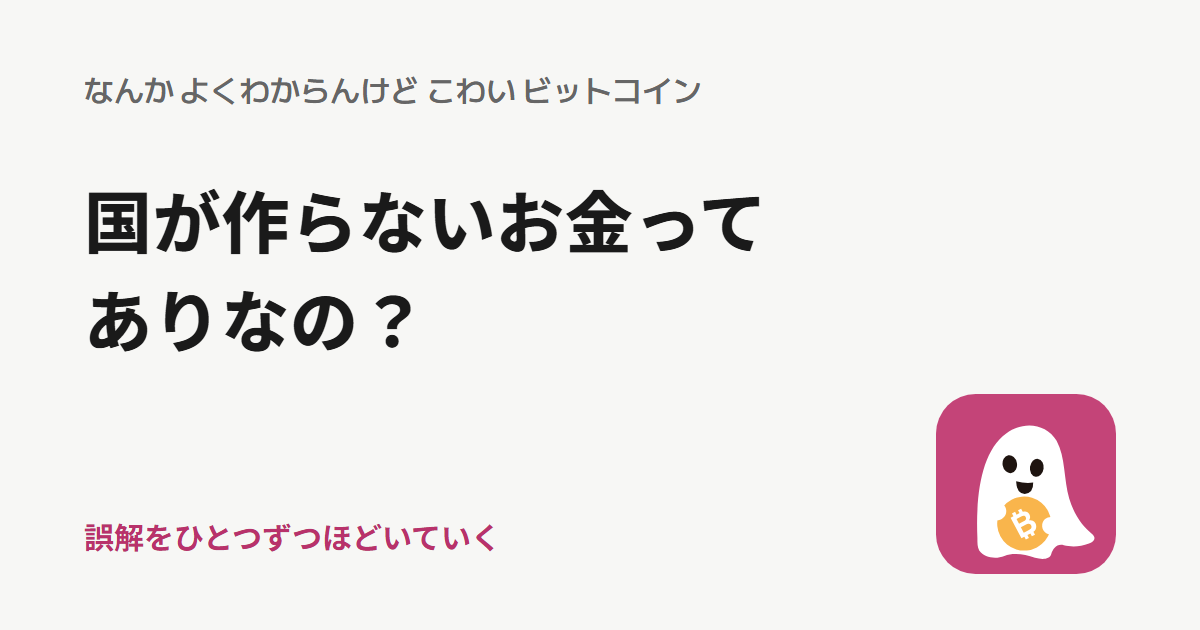 なんか よくわからんけど こわい ビットコイン
国が作らないお金って
ありなの？
誤解をひとつずつほどいていく